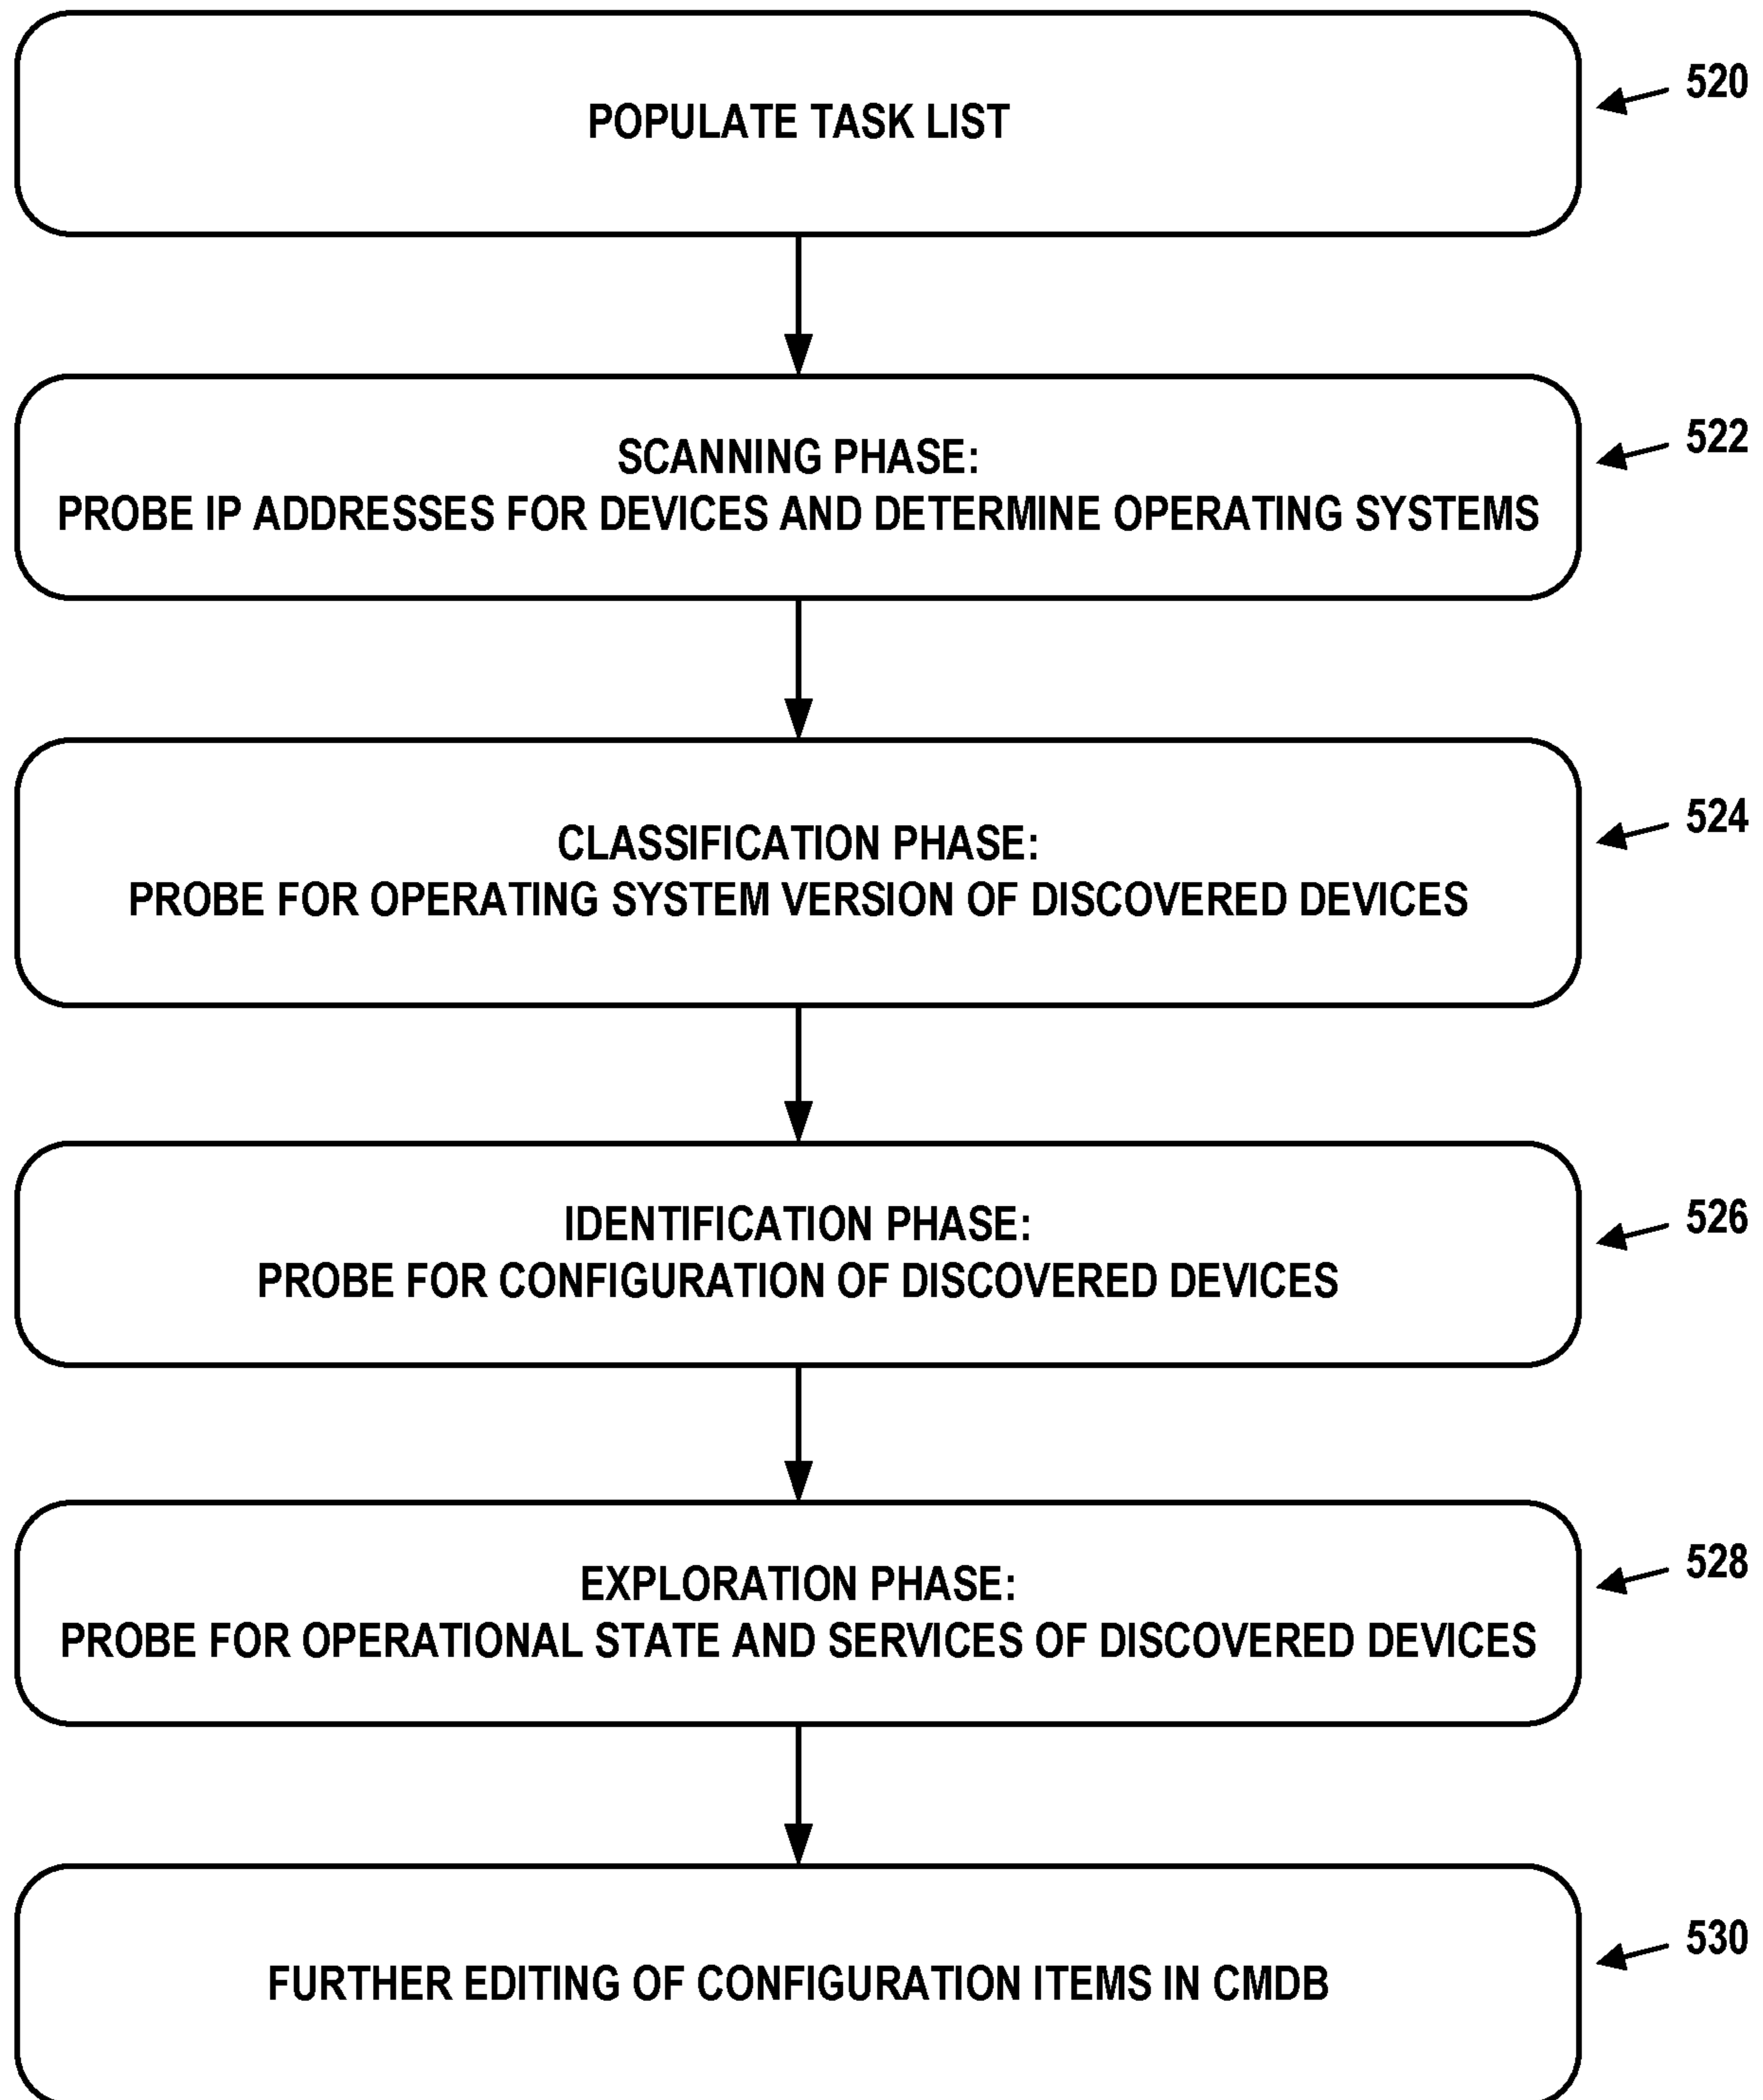 POPULATE TASK LIST
520
SCANNING PHASE:
PROBE IP ADDRESSES FOR DEVICES AND DETERMINE OPERATING SYSTEMS
522
CLASSIFICATION PHASE:
PROBE FOR OPERATING SYSTEM VERSION OF DISCOVERED DEVICES
524
IDENTIFICATION PHASE:
PROBE FOR CONFIGURATION OF DISCOVERED DEVICES
526
EXPLORATION PHASE:
PROBE FOR OPERATIONAL STATE AND SERVICES OF DISCOVERED DEVICES
528
FURTHER EDITING OF CONFIGURATION ITEMS IN CMDB
530